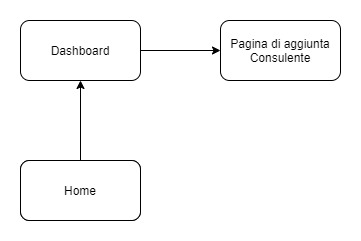 Dashboard
Pagina di aggiunta
Consulente
Home